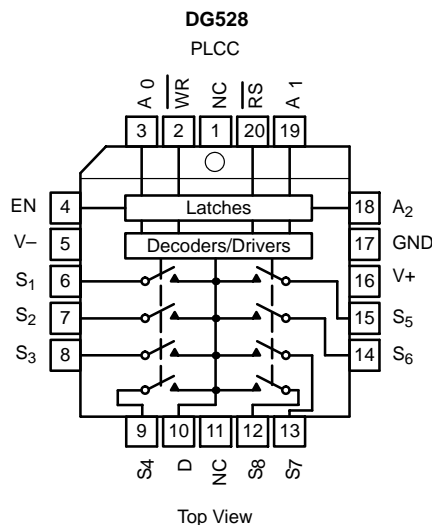 DG528
PLCC
A 0
WR
NC
RS
A 1
3 2 1 20 19
EN 4 Latches 18 A2
V– 5 Decoders/Drivers 17 GND
S1 6 16 V+
S2 7 15 S5
S3 8 14 S6
9 10 11 12 13
S4
D
NC
S8
S7
Top View